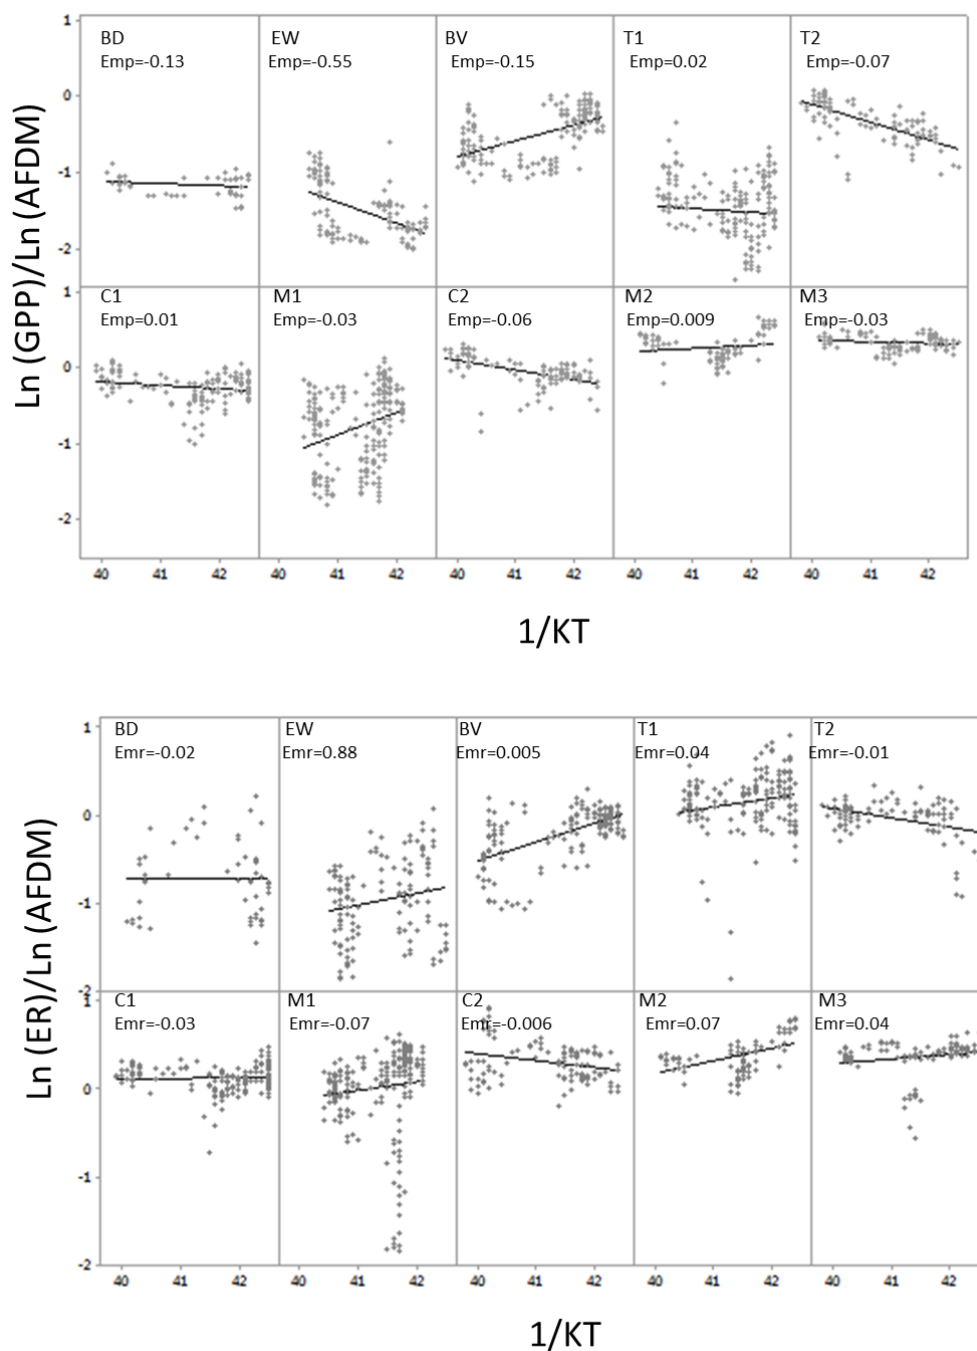 Ln (GPP)/Ln (AFDM)
1
0
-1
-2
BD
Emp=-0.13
EW
Emp=-0.55
BV
Emp=-0.15
T1
Emp=0.02
T2
Emp=-0.07
1
0
-1
-2
C1
Emp=0.01
M1
Emp=-0.03
C2
Emp=-0.06
M2
Emp=0.009
M3
Emp=-0.03
40 41 42 40 41 42 40 41 42 40 41 42 40 41 42
1/KT
Ln (ER)/Ln (AFDM)
1
0
-1
-2
BD
Emr=-0.02
EW
Emr=0.88
BV
Emr=0.005
T1
Emr=0.04
T2
Emr=-0.01
1
0
-1
-2
C1
Emr=-0.03
M1
Emr=-0.07
C2
Emr=-0.006
M2
Emr=0.07
M3
Emr=0.04
40 41 42 40 41 42 40 41 42 40 41 42 40 41 42
1/KT